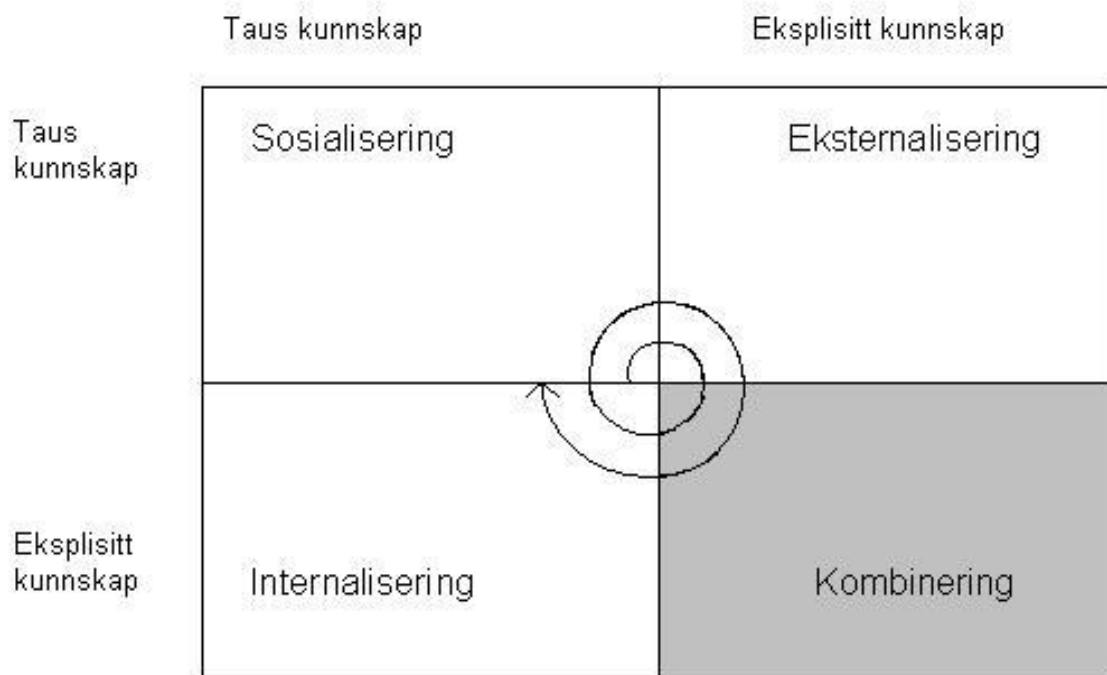 Taus kunnskap
Eksplisitt kunnskap
Taus
kunnskap
Sosialisering
Eksternalisering
Eksplisitt
kunnskap
Internalisering
Kombinering